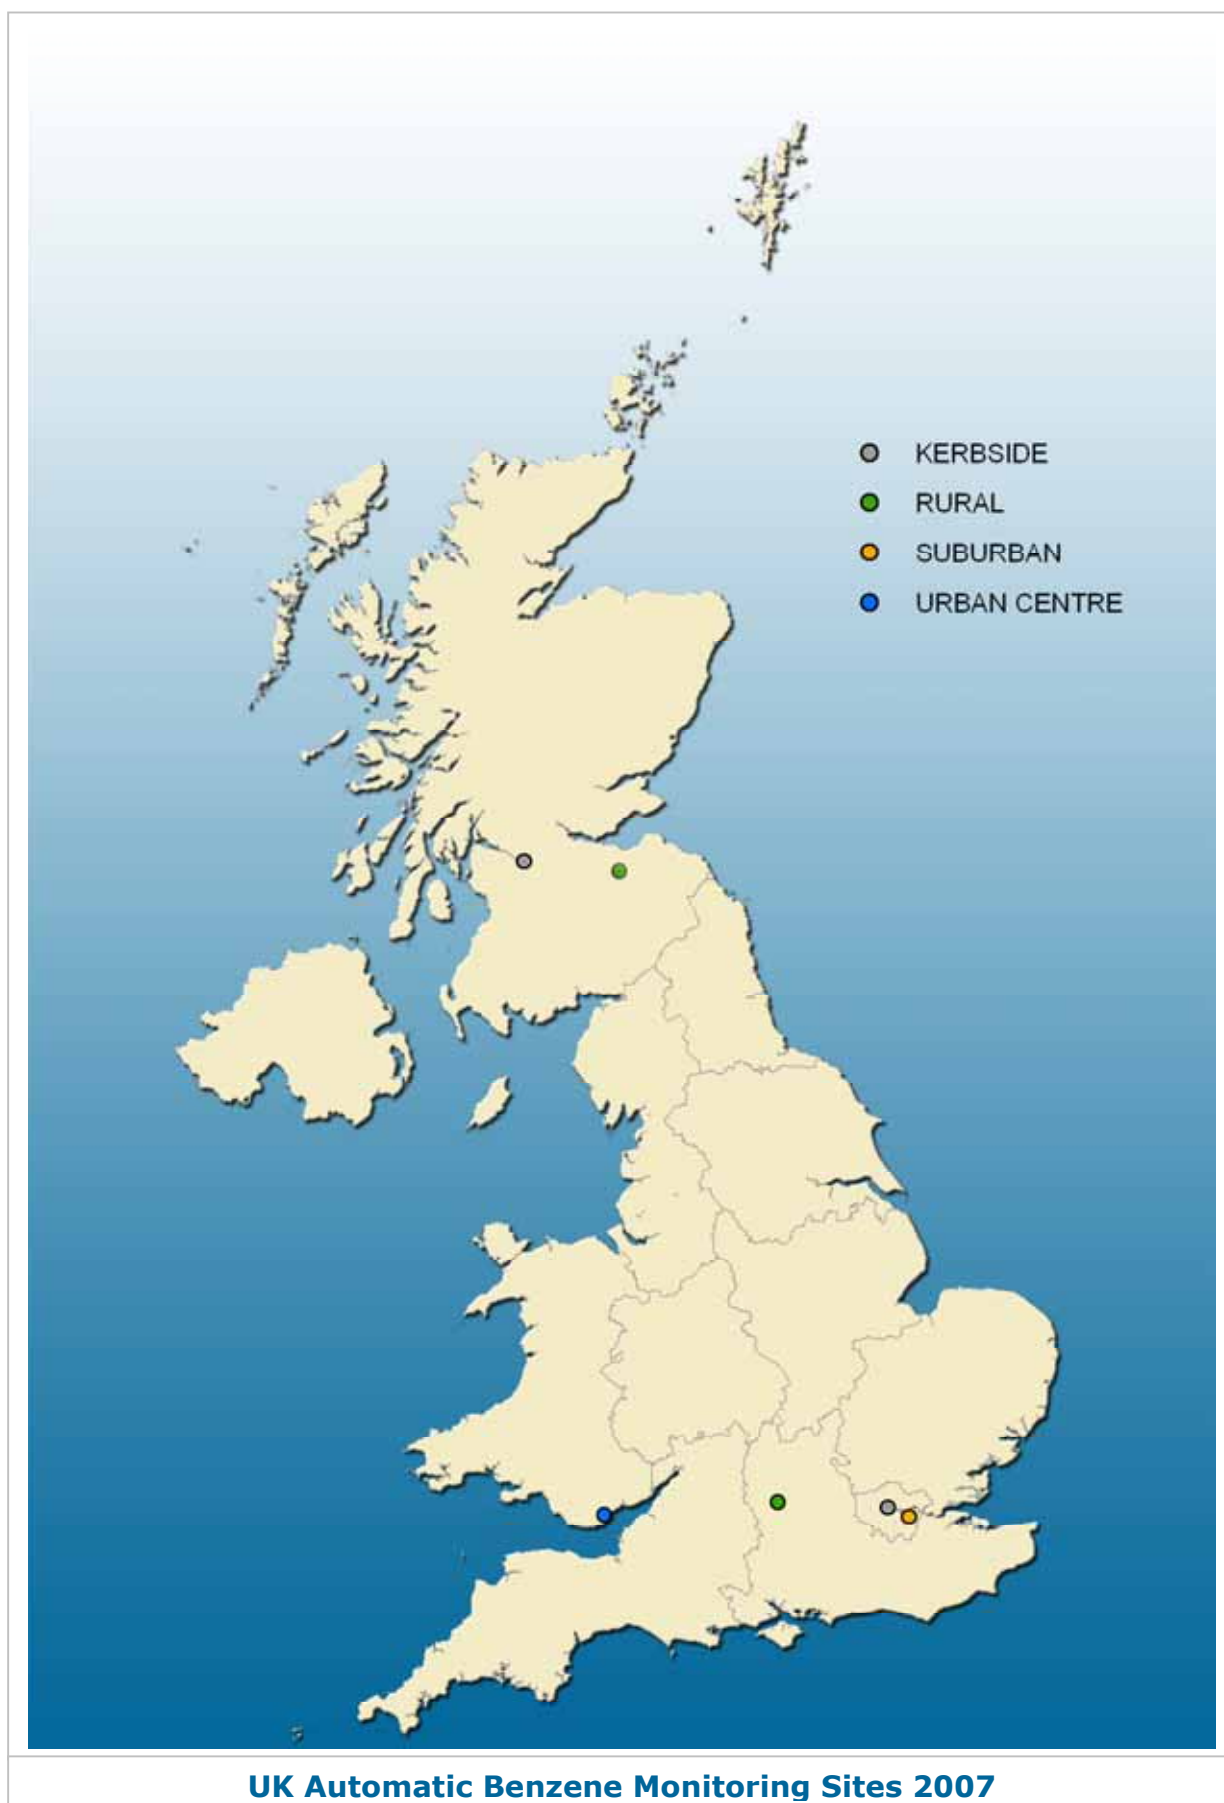 KERBSIDE
RURAL
SUBURBAN
URBAN CENTRE
UK Automatic Benzene Monitoring Sites 2007